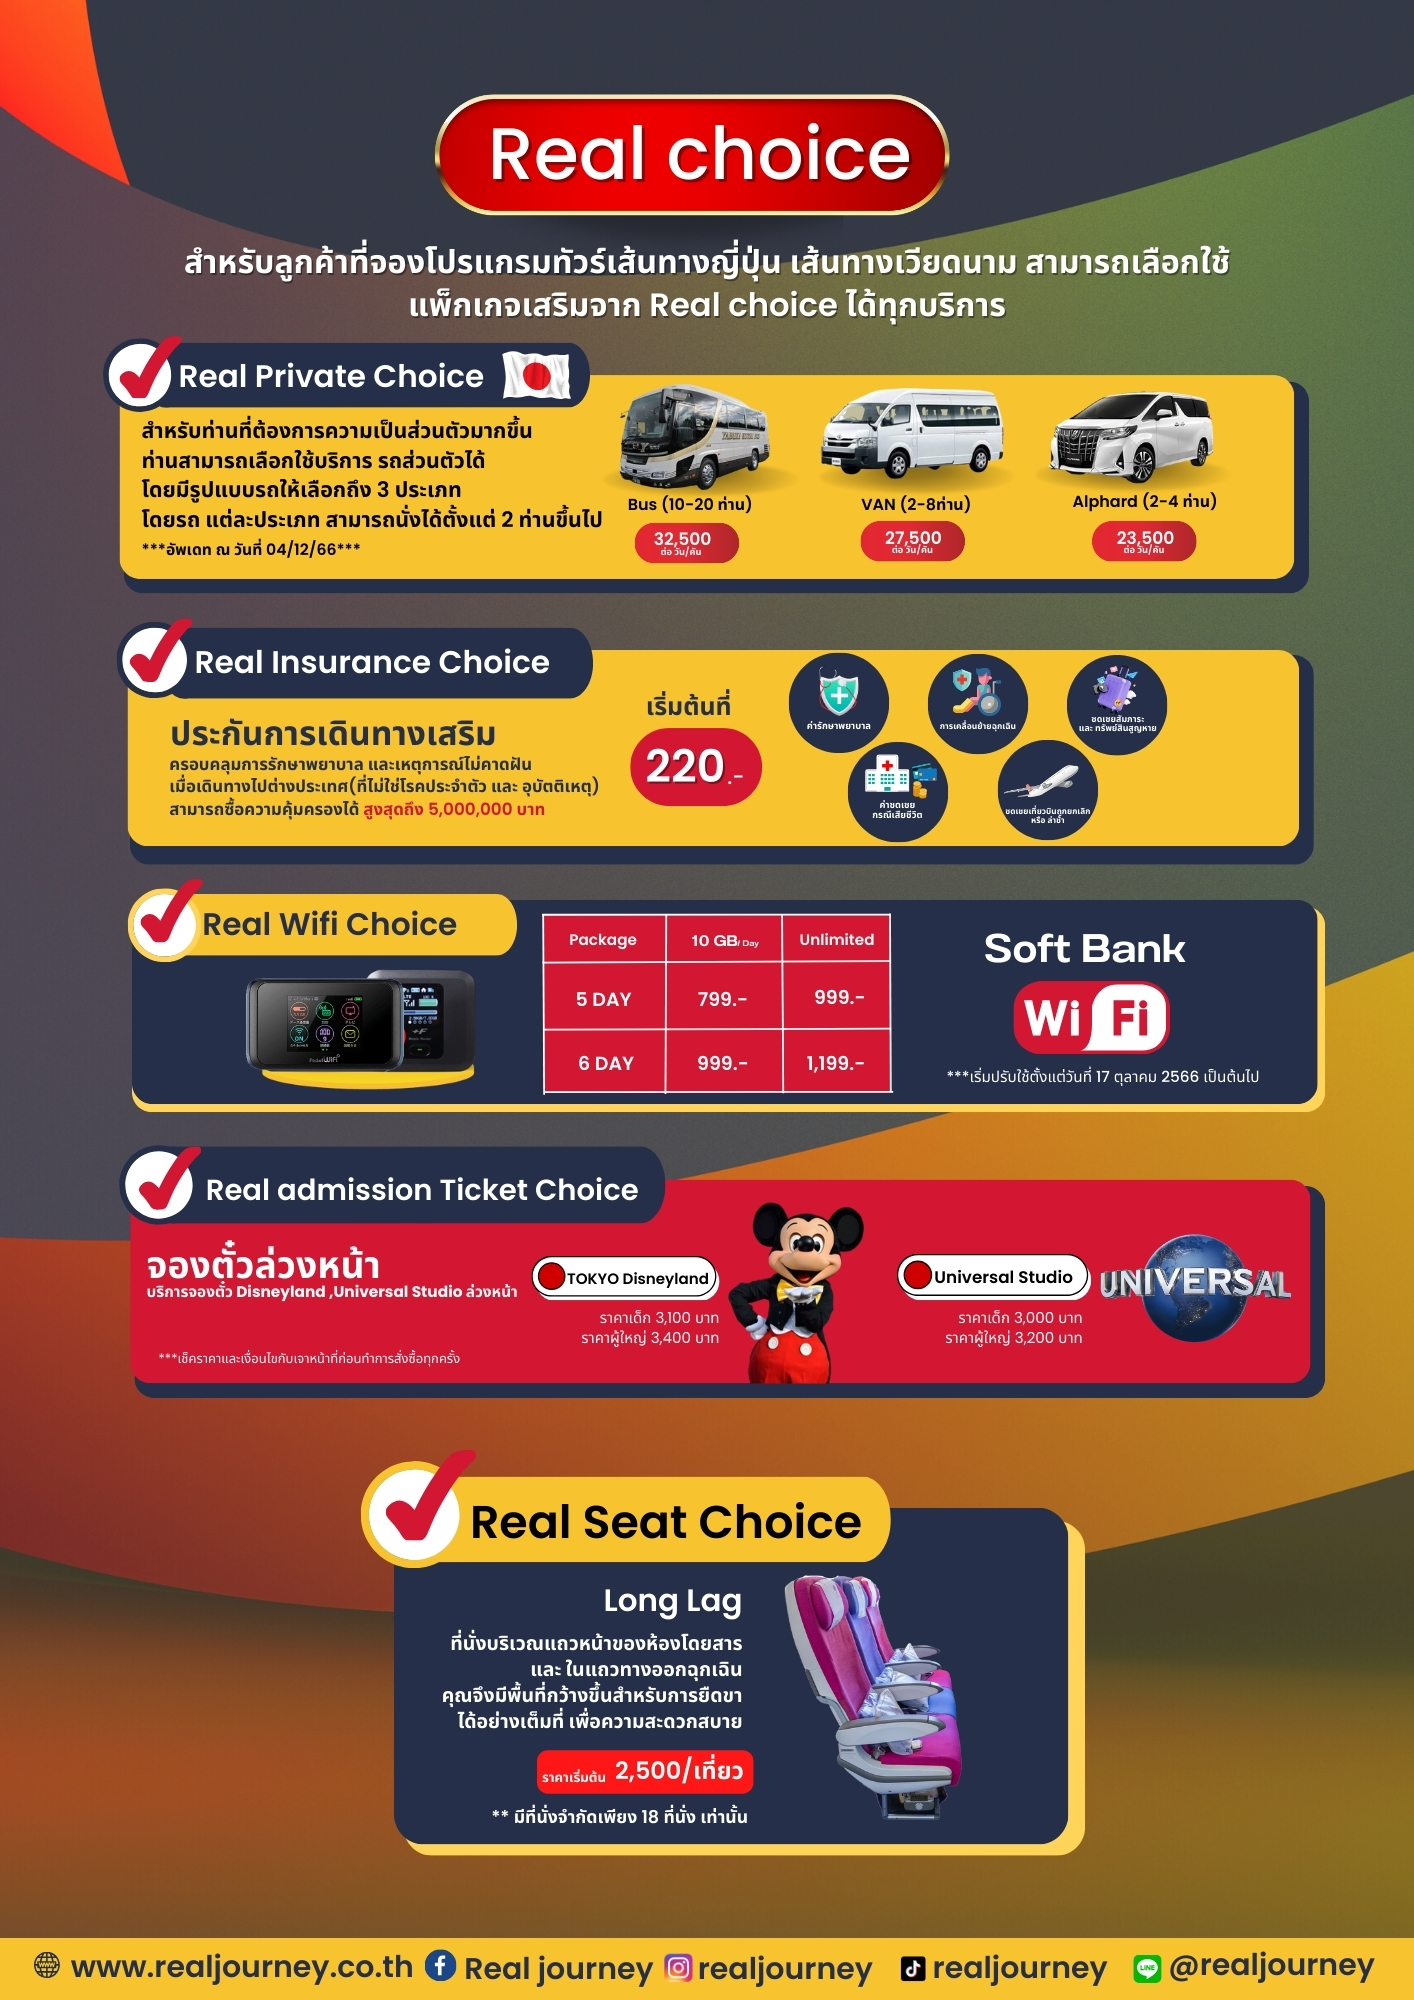 Real choice
สำหรับลูกค้าที่จองโปรแกรมทัวร์เส้นทางญี่ปุ่น เส้นทางเวียดนาม สามารถเลือกใช้
แพ็กเกจเสริมจาก Real choice ได้ทุกบริการ
Real Private Choice
สำหรับท่านที่ต้องการความเป็นส่วนตัวมากขึ้น
ท่านสามารถเลือกใช้บริการ รถส่วนตัวได้
โดยมีรูปแบบรถให้เลือกถึง 3 ประเภท
โดยรถ แต่ละประเภท สามารถนั่งได้ตั้งแต่ 2 ท่านขึ้นไป
***อัพเดท ณ วันที่ 04/12/66***
Bus (10-20 ท่าน)
32,500
ต่อ วัน/คัน
VAN (2-8ท่าน)
27,500
ต่อ วัน/คัน
Alphard (2-4 ท่าน)
23,500
ต่อ วัน/คัน
Real Insurance Choice
ประกันการเดินทางเสริม
ครอบคลุมการรักษาพยาบาล และเหตุการณ์ไม่คาดฝัน
เมื่อเดินทางไปต่างประเทศ(ที่ไม่ใช่โรคประจำตัว และ อุบัตติเหตุ)
สามารถซื้อความคุ้มครองได้ สูงสุดถึง 5,000,000 บาท
เริ่มต้นที่
220.-
ค่ารักษาพยาบาล
การเคลื่อนย้ายฉุกเฉิน
ชดเชยสัมภาระ
และ ทรัพย์สินสูญหาย
ค่าชดเชย
กรณีเสียชีวิต
ชดเชยเที่ยวบินถูกยกเลิก
หรือ ล่าช้า
Real Wifi Choice
Package 10 GB/ Day Unlimited
5 DAY 799.- 999.-
6 DAY 999.- 1,199.-
Soft Bank
Wi Fi
***เริ่มปรับใช้ตั้งแต่วันที่ 17 ตุลาคม 2566 เป็นต้นไป
Real admission Ticket Choice
จองตั๋วล่วงหน้า
บริการจองตั๋ว Disneyland ,Universal Studio ล่วงหน้า
***เช็คราคาและเงื่อนไขกับเจาหน้าที่ก่อนทำการสั่งซื้อทุกครั้ง
TOKYO Disneyland
ราคาเด็ก 3,100 บาท
ราคาผู้ใหญ่ 3,400 บาท
Universal Studio
ราคาเด็ก 3,000 บาท
ราคาผู้ใหญ่ 3,200 บาท
UNIVERSAL
Real Seat Choice
Long Lag
ที่นั่งบริเวณแถวหน้าของห้องโดยสาร
และ ในแถวทางออกฉุกเฉิน
คุณจึงมีพื้นที่กว้างขึ้นสำหรับการยืดขา
ได้อย่างเต็มที่ เพื่อความสะดวกสบาย
ราคาเริ่มต้น 2,500/เที่ยว
** มีที่นั่งจำกัดเพียง 18 ที่นั่ง เท่านั้น
www.realjourney.co.th Real journey realjourney realjourney @realjourney